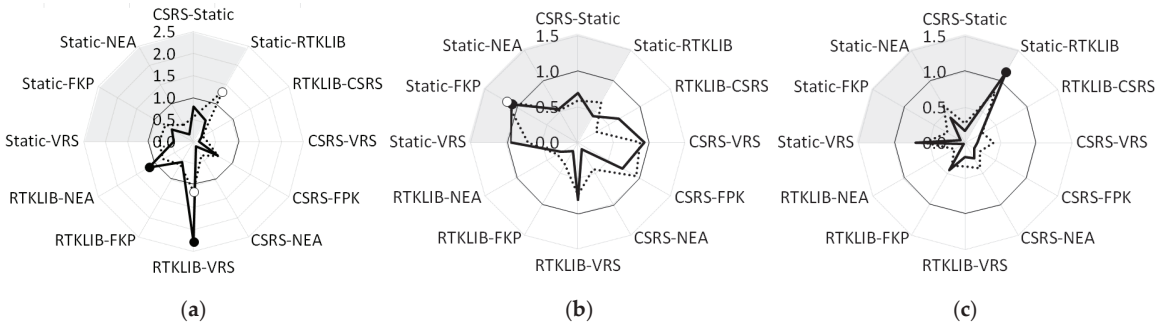 CSRS-Static
2.5
2.0
1.5
1.0
0.5
0.0
Static-NEA
Static-RTKLIB
Static-FKP
RTKLIB-CSRS
Static-VRS
CSRS-VRS
RTKLIB-NEA
CSRS-FPK
RTKLIB-FKP
CSRS-NEA
RTKLIB-VRS
(a)
CSRS-Static
1.5
1.0
0.5
0.0
Static-NEA
Static-RTKLIB
Static-FKP
RTKLIB-CSRS
Static-VRS
CSRS-VRS
RTKLIB-NEA
CSRS-FPK
RTKLIB-FKP
CSRS-NEA
RTKLIB-VRS
(b)
CSRS-Static
1.5
1.0
0.5
0.0
Static-NEA
Static-RTKLIB
Static-FKP
RTKLIB-CSRS
Static-VRS
CSRS-VRS
RTKLIB-NEA
CSRS-FPK
RTKLIB-FKP
CSRS-NEA
RTKLIB-VRS
(c)